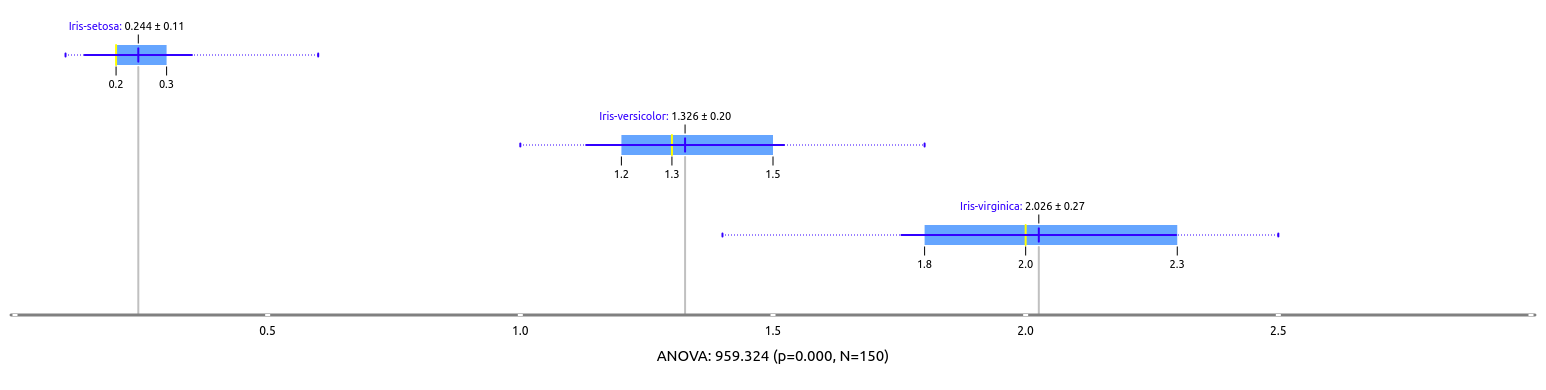 Iris-setosa: 0.244 ± 0.11
0.2 0.3
Iris-versicolor: 1.326 ± 0.20
1.2 1.3 1.5
Iris-virginica: 2.026 ± 0.27
1.8 2.0 2.3
0.5 1.0 1.5 2.0 2.5
ANOVA: 959.324 (p=0.000, N=150)